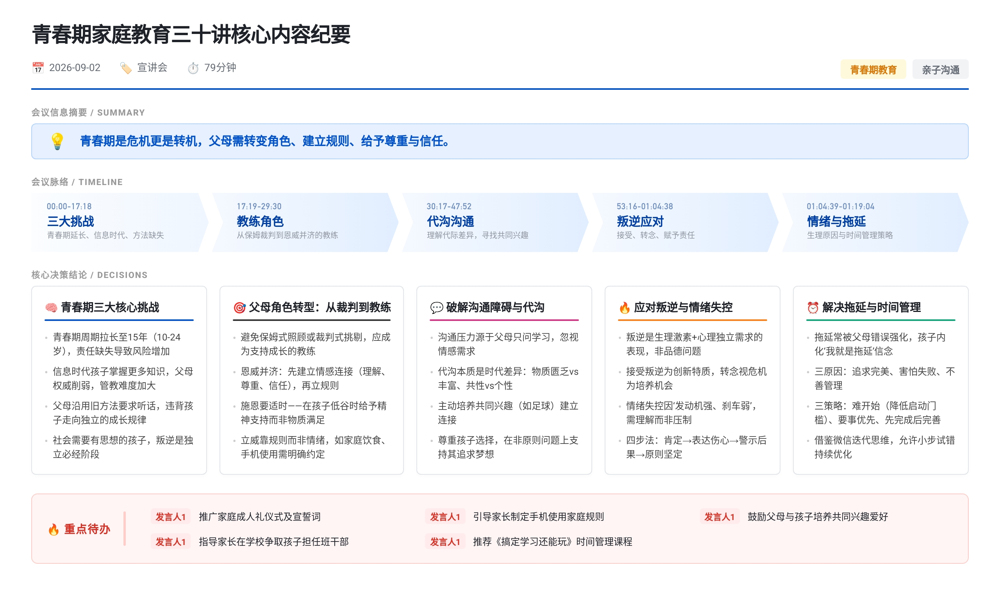 青春期家庭教育三十讲核心内容纪要
2026-09-02 宣讲会 79分钟
青春期教育 亲子沟通
会议信息摘要 / SUMMARY
青春期是危机更是转机，父母需转变角色、建立规则、给予尊重与信任。
会议脉络 / TIMELINE
00:00-17:18
三大挑战
青春期延长、信息时代、方法缺失
17:19-29:30
教练角色
从保姆裁判到恩威并济的教练
30:17-47:52
代沟沟通
理解代际差异，寻找共同兴趣
53:16-01:04:38
叛逆应对
接受、转念、赋予责任
01:04:39-01:19:04
情绪与拖延
生理原因与时间管理策略
核心决策结论 / DECISIONS
青春期三大核心挑战
青春期周期拉长至15年（10-24
岁），责任缺失导致风险增加
信息时代孩子掌握更多知识，父母
权威削弱，管教难度加大
父母沿用旧方法要求听话，违背孩
子走向独立的成长规律
社会需要有思想的孩子，叛逆是独
立必经阶段
父母角色转型：从裁判到教练
避免保姆式照顾或裁判式挑剔，应成
为支持成长的教练
恩威并济：先建立情感连接（理解、
尊重、信任），再立规则
施恩要适时——在孩子低谷时给予精
神支持而非物质满足
立威靠规则而非情绪，如家庭饮食、
手机使用需明确约定
破解沟通障碍与代沟
沟通压力源于父母只问学习，忽视
情感需求
代沟本质是时代差异：物质匮乏vs
丰富、共性vs个性
主动培养共同兴趣（如足球）建立
连接
尊重孩子选择，在非原则问题上支
持其追求梦想
应对叛逆与情绪失控
叛逆是生理激素+心理独立需求的
表现，非品德问题
接受叛逆为创新特质，转念视危机
为培养机会
情绪失控因‘发动机强、刹车弱’，
需理解而非压制
四步法：肯定→表达伤心→警示后
果→原则坚定
解决拖延与时间管理
拖延常被父母错误强化，孩子内
化‘我就是拖延’信念
三原因：追求完美、害怕失败、不
善管理
三策略：难开始（降低启动门
槛）、要事优先、先完成后完善
借鉴微信迭代思维，允许小步试错
持续优化
重点待办
发言人1 推广家庭成人礼仪式及宣誓词
发言人1 引导家长制定手机使用家庭规则
发言人1 鼓励父母与孩子培养共同兴趣爱好
发言人1 指导家长在学校争取孩子担任班干部
发言人1 推荐《搞定学习还能玩》时间管理课程